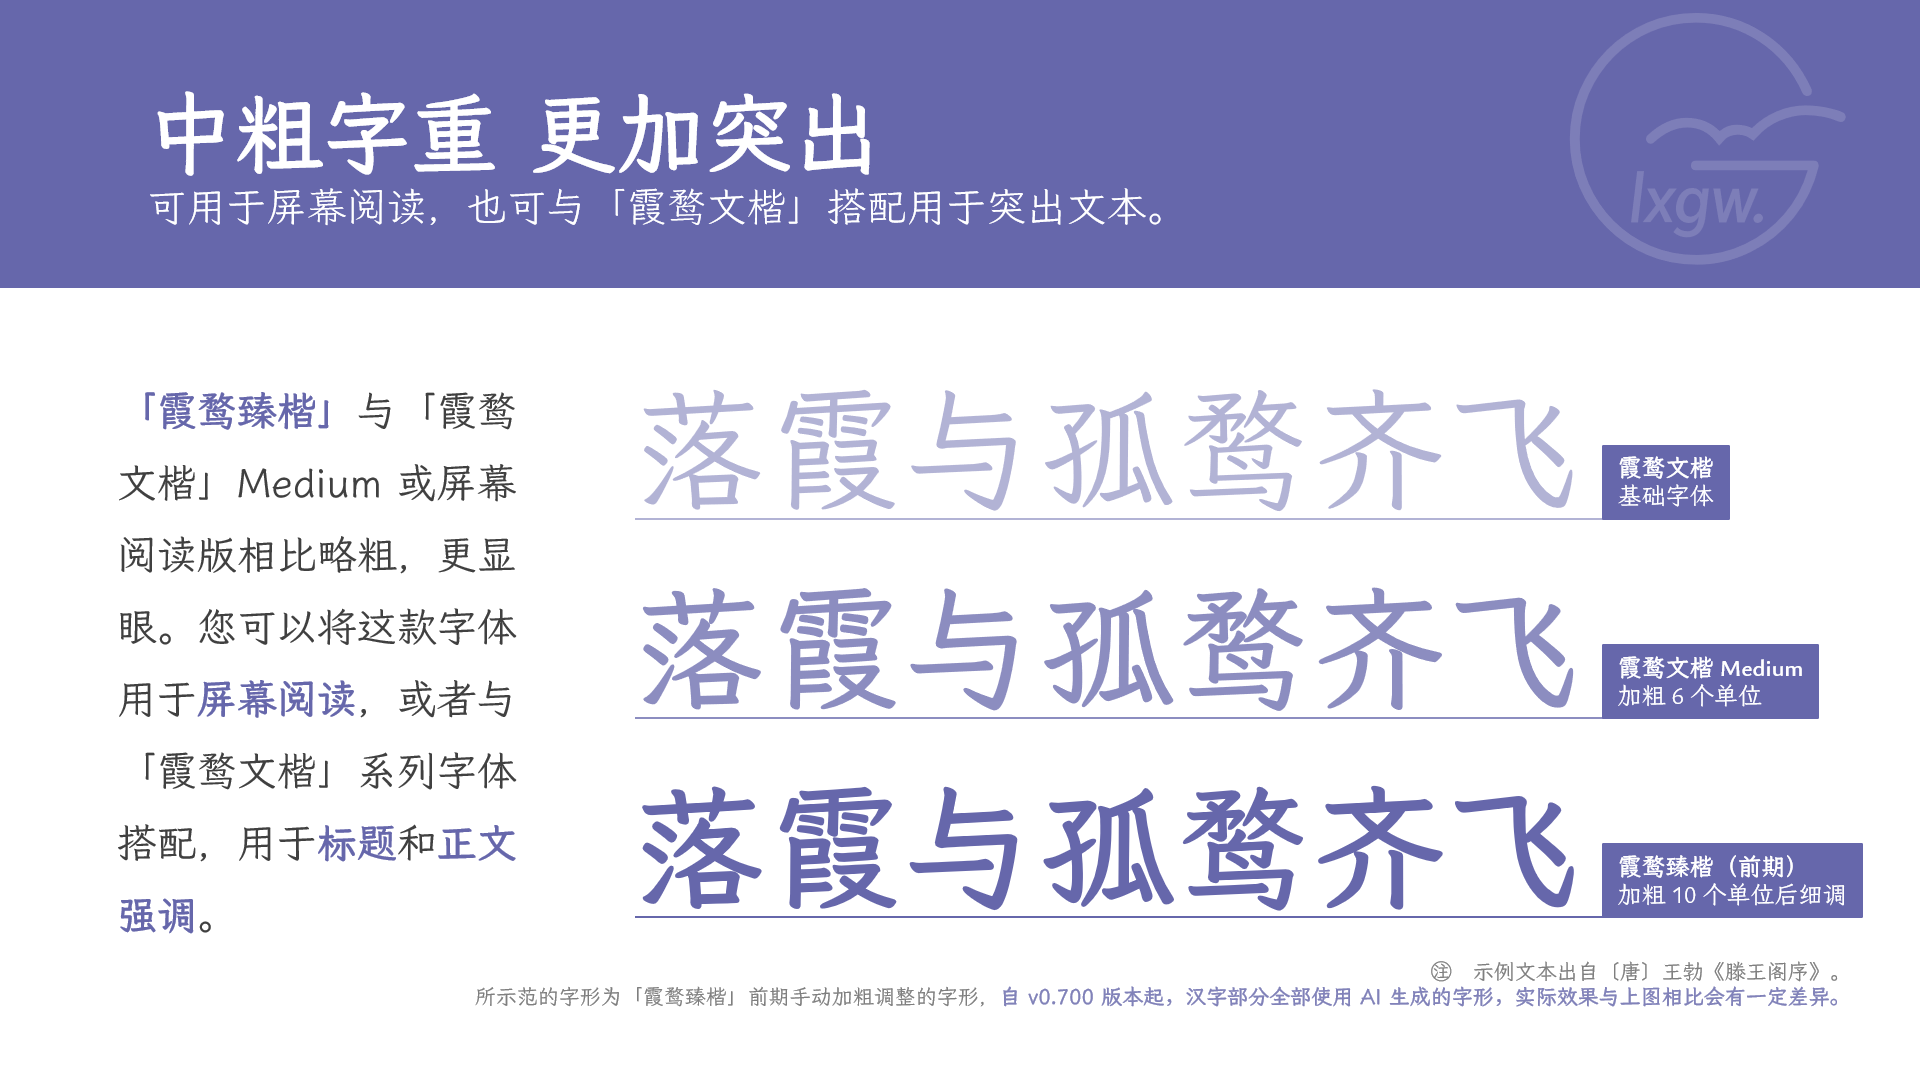 中粗字重 更加突出
可用于屏幕阅读，也可与「霞鹜文楷」搭配用于突出文本。
lxgw.
「霞鹜臻楷」与「霞鹜
文楷」Medium 或屏幕
阅读版相比略粗，更显
眼。您可以将这款字体
用于屏幕阅读，或者与
「霞鹜文楷」系列字体
搭配，用于标题和正文
强调。
落霞与孤鹜齐飞
霞鹜文楷
基础字体
落霞与孤鹜齐飞
霞鹜文楷 Medium
加粗 6 个单位
落霞与孤鹜齐飞
霞鹜臻楷（前期）
加粗 10 个单位后细调
㊟ 示例文本出自〔唐〕王勃《滕王阁序》。
所示范的字形为「霞鹜臻楷」前期手动加粗调整的字形，自 v0.700 版本起，汉字部分全部使用 AI 生成的字形，实际效果与上图相比会有一定差异。